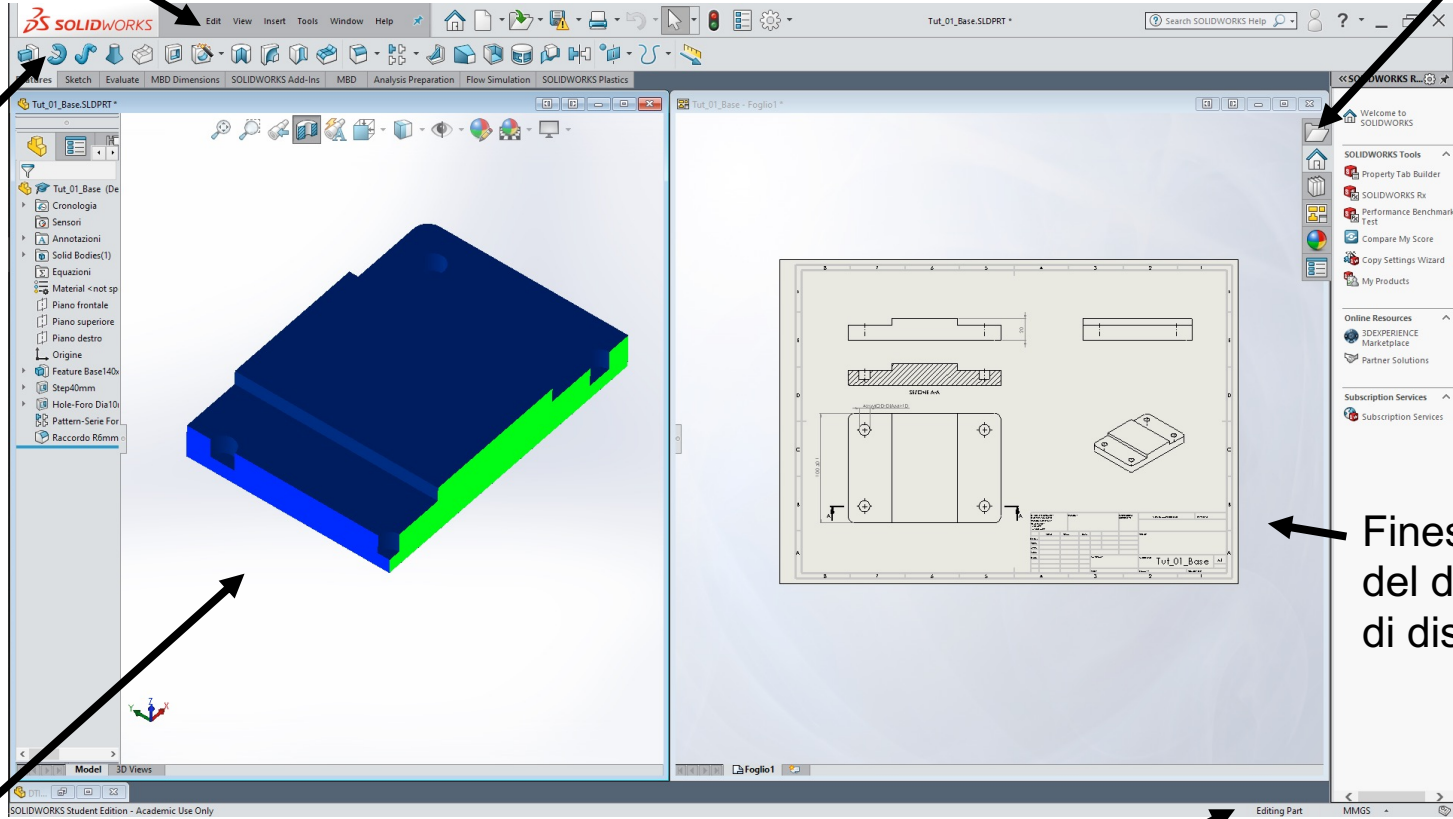 SOLIDWORKS Edit View Insert Tools Window Help Tut_01_Base.SLDPRT * Search SOLIDWORKS Help ?
Sketch Evaluate MBD Dimensions SOLIDWORKS Add-Ins MBD Analysis Preparation Flow Simulation SOLIDWORKS Plastics
Tut_01_Base.SLDPRT *
Tut_01_Base (De
Cronologia
Sensori
Annotazioni
Solid Bodies(1)
Equazioni
Material <not sp
Piano frontale
Piano superiore
Piano destro
Origine
Feature Base140x
Step40mm
Hole-Foro Dia10
Pattern-Serie For
Raccordo R6mm
Z
Y X
Model 3D Views
Tut_01_Base - Foglio1 *
SEZIONE A-A
A A
Tut_01_Base
Foglio1
Welcome to
SOLIDWORKS
SOLIDWORKS Tools
Property Tab Builder
SOLIDWORKS Rx
Performance Benchmark
Test
Compare My Score
Copy Settings Wizard
My Products
Online Resources
3DEXPERIENCE
Marketplace
Partner Solutions
Subscription Services
Subscription Services
Fines
del d
di dis
SOLIDWORKS Student Edition - Academic Use Only
Editing Part MMGS